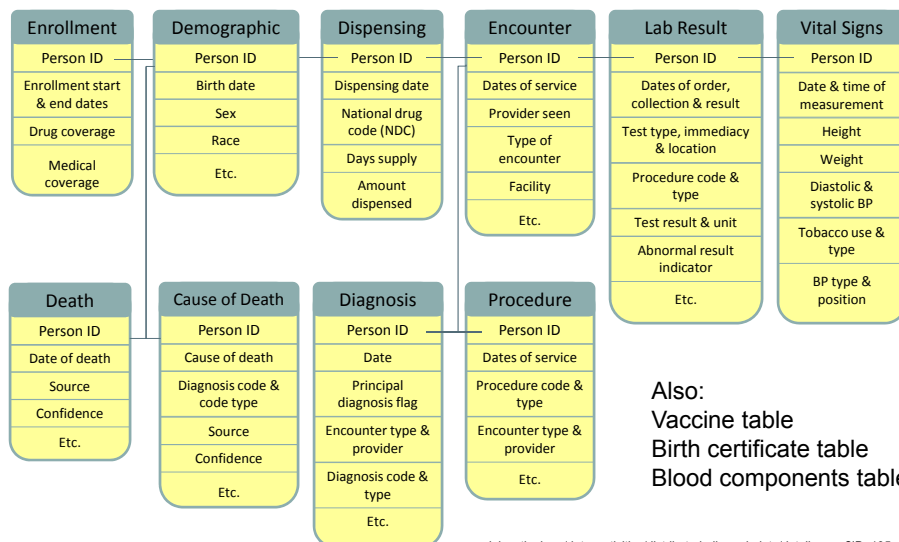 Enrollment
Person ID
Enrollment start
& end dates
Drug coverage
Medical
coverage
Demographic
Person ID
Birth date
Sex
Race
Etc.
Dispensing
Person ID
Dispensing date
National drug
code (NDC)
Days supply
Amount
dispensed
Encounter
Person ID
Dates of service
Provider seen
Type of
encounter
Facility
Etc.
Lab Result
Person ID
Dates of order,
collection & result
Test type, immediacy
& location
Procedure code &
type
Test result & unit
Abnormal result
indicator
Etc.
Vital Signs
Person ID
Date & time of
measurement
Height
Weight
Diastolic &
systolic BP
Tobacco use &
type
BP type &
position
Death
Person ID
Date of death
Source
Confidence
Etc.
Cause of Death
Person ID
Cause of death
Diagnosis code &
code type
Source
Confidence
Etc.
Diagnosis
Person ID
Date
Principal
diagnosis flag
Encounter type &
provider
Diagnosis code &
type
Etc.
Procedure
Person ID
Dates of service
Procedure code &
type
Encounter type &
provider
Etc.
Also:
Vaccine table
Birth certificate table
Blood components table